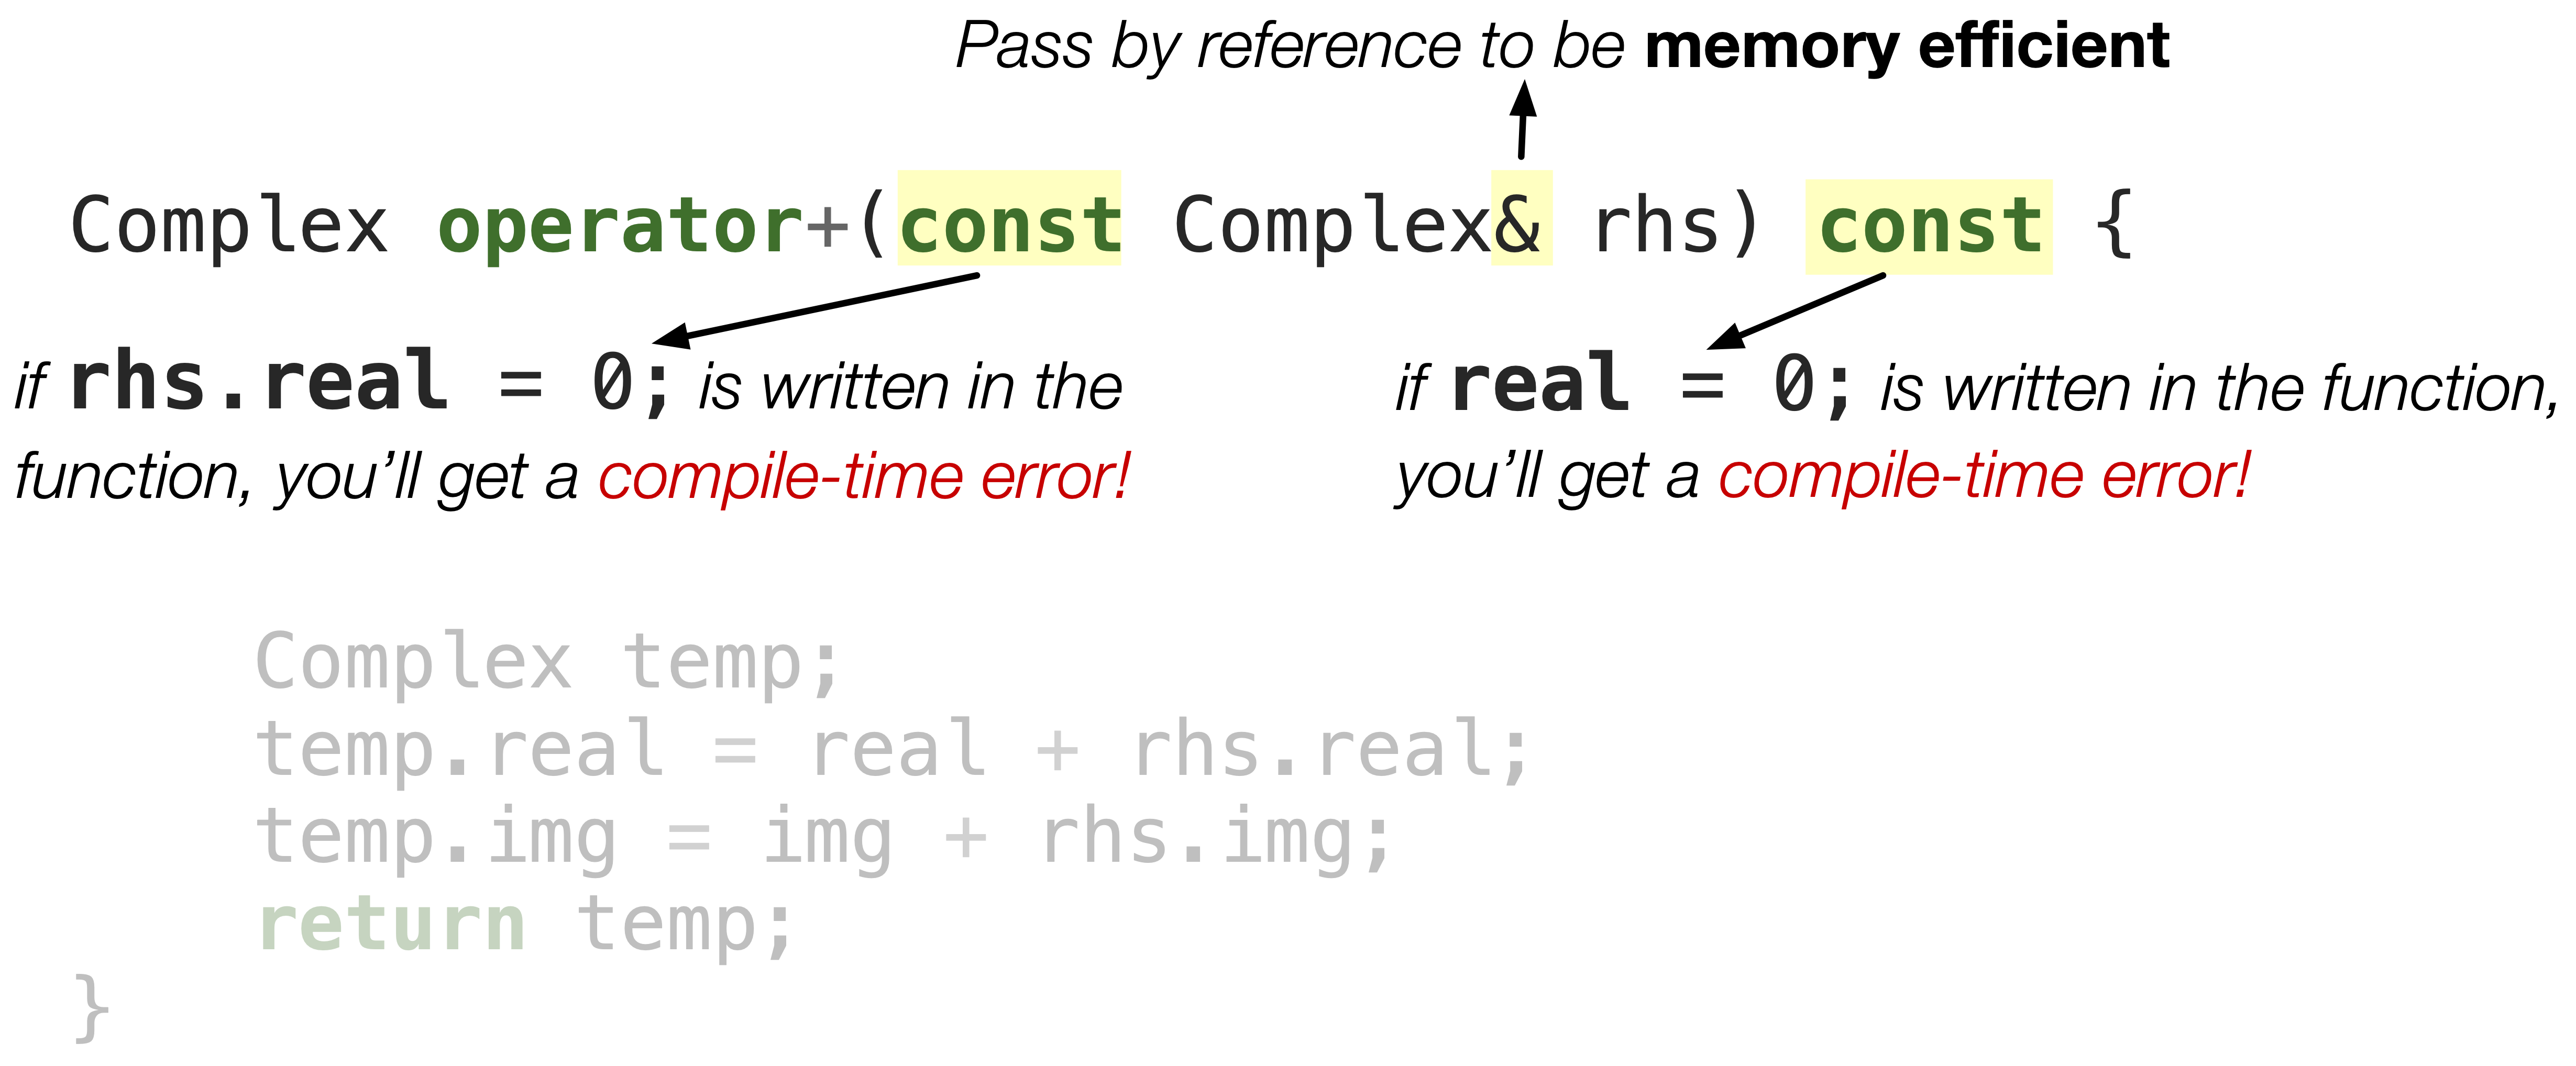 Pass by reference to be memory efficient
Complex operator+(const Complex& rhs) const {
if rhs.real = 0; is written in the
function, you'll get a compile-time error!
if real = 0; is written in the function,
you'll get a compile-time error!
Complex temp;
temp.real = real + rhs.real;
temp.img = img + rhs.img;
return temp;
}